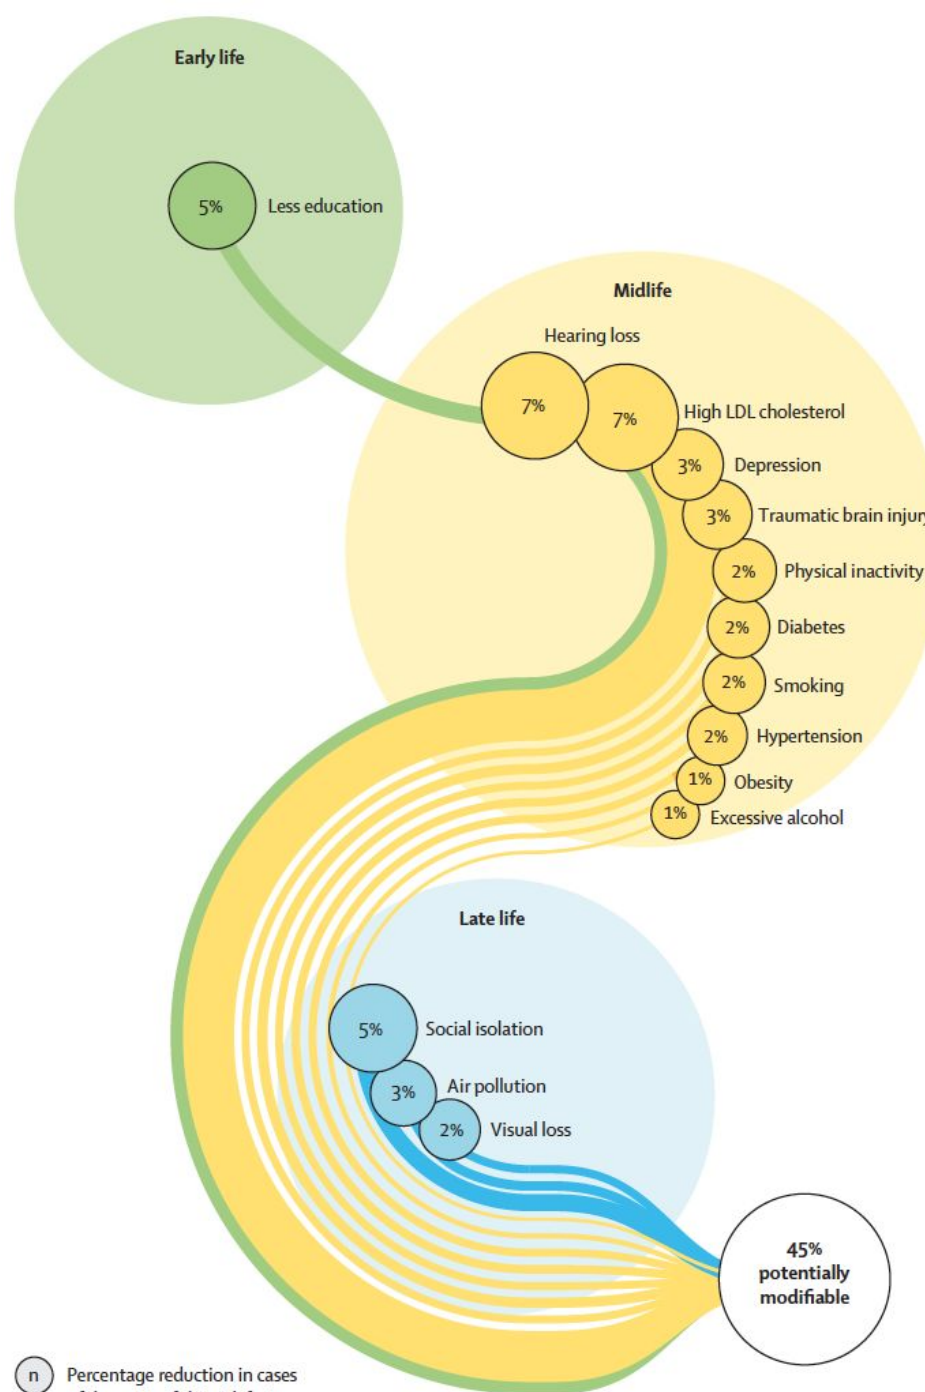 Early life
5%
Less education
Midlife
Hearing loss
7%
7%
High LDL cholesterol
3%
Depression
3%
Traumatic brain injury
2%
Physical inactivity
2%
Diabetes
2%
Smoking
2%
Hypertension
1%
Obesity
1%
Excessive alcohol
Late life
5%
Social isolation
3%
Air pollution
2%
Visual loss
45%
potentially
modifiable
n
Percentage reduction in cases